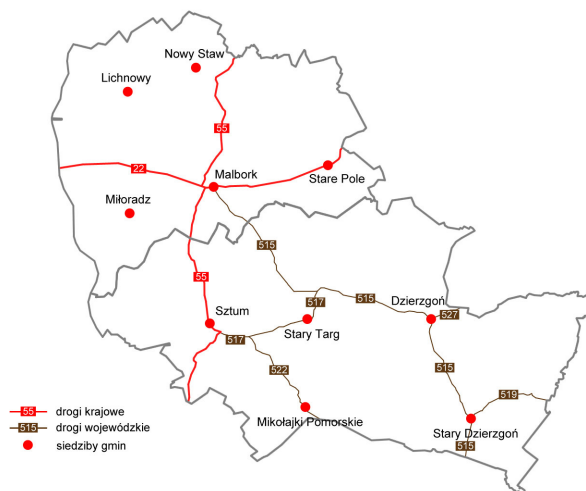 Nowy Staw
Lichnowy
55
22
Malbork
Stare Pole
Miłoradz
515
55
517
515
Dzierzgoń
Sztum
527
517
Stary Targ
515
522
519
55 drogi krajowe
Mikołajki Pomorskie
515 drogi wojewódzkie
Stary Dzierzgoń
siedziby gmin
515